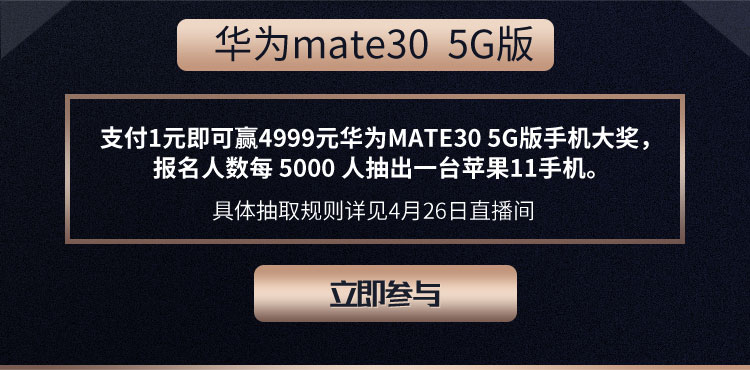 华为mate30 5G版
支付1元即可赢4999元华为MATE30 5G版手机大奖，
报名人数每 5000 人抽出一台苹果11手机。
具体抽取规则详见4月26日直播间
立即参与